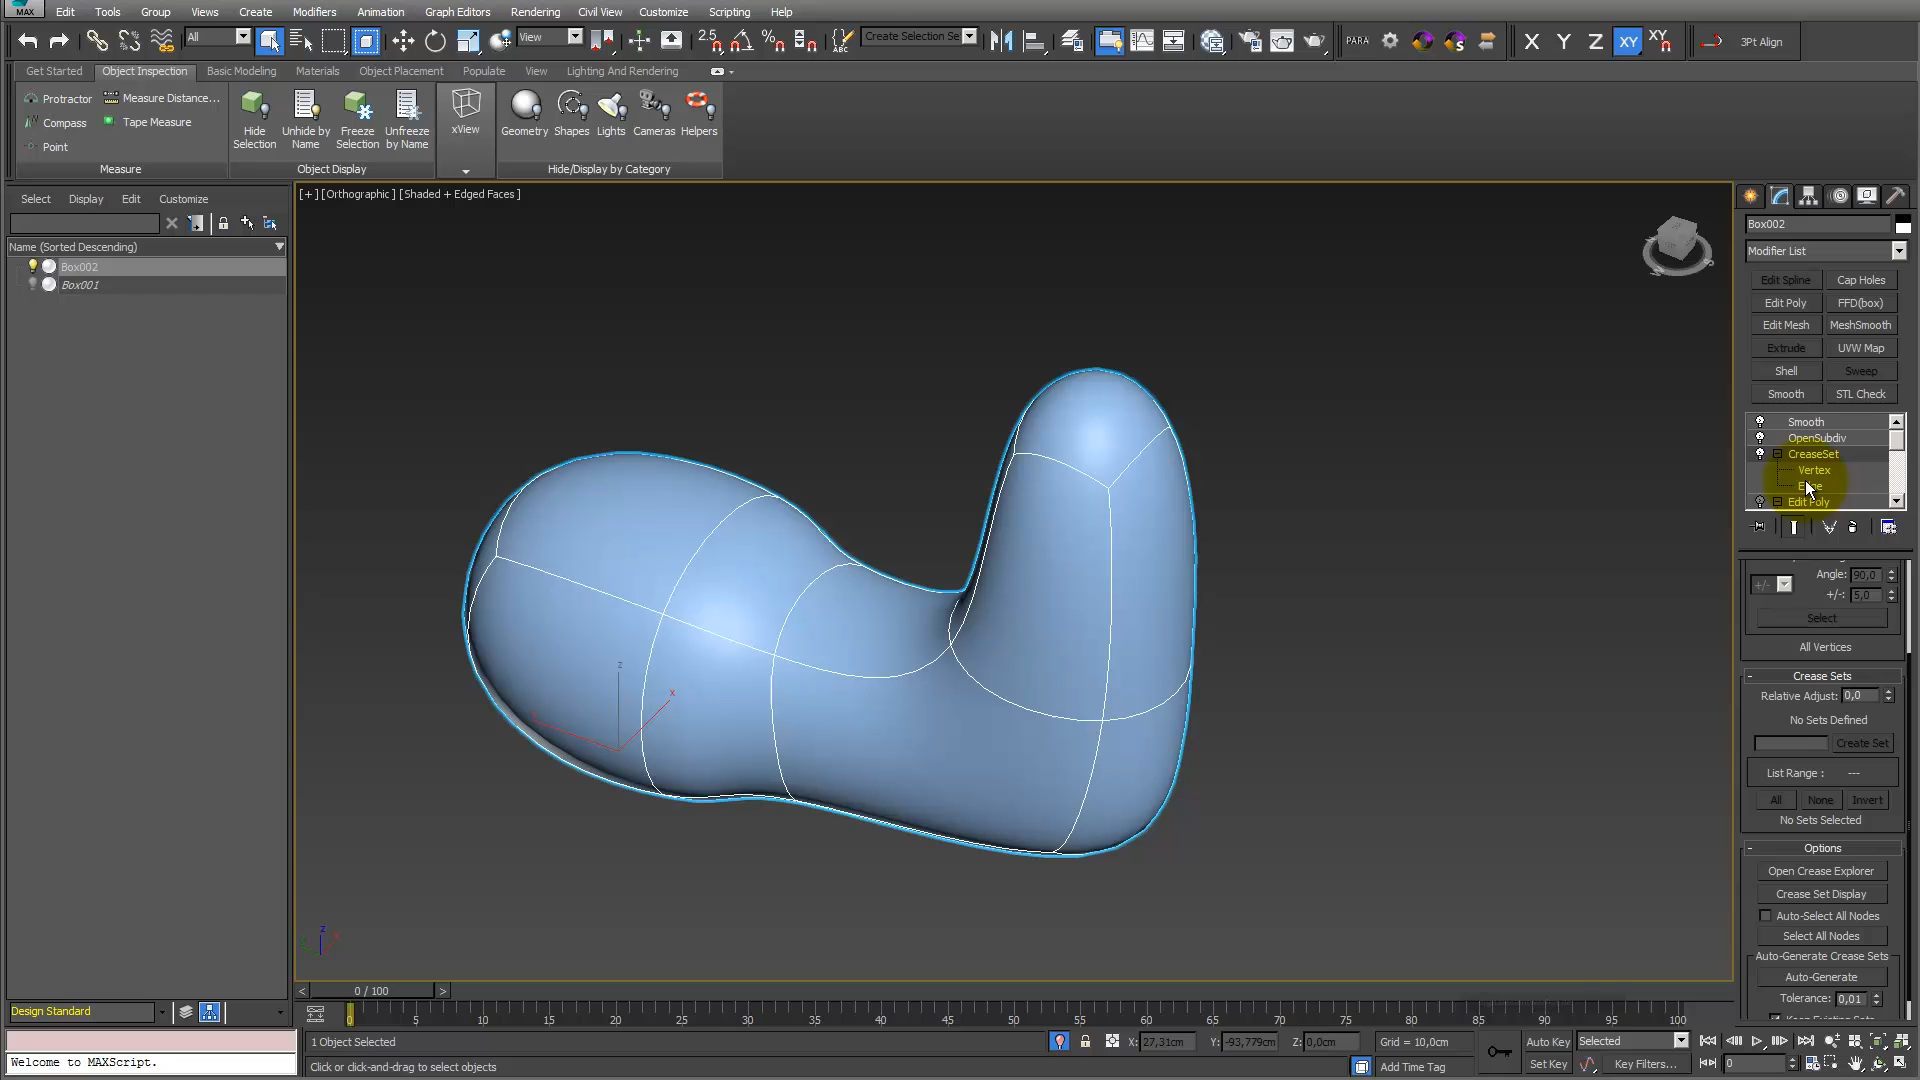 MAX
Edit Tools Group Views Create Modifiers Animation Graph Editors Rendering Civil View Customize Scripting Help
All View 2.5 % ABC Create Selection Se PARA X Y Z XY XY 3Pt Align
Get Started Object Inspection Basic Modeling Materials Object Placement Populate View Lighting And Rendering
Protractor Measure Distance...
Compass Tape Measure
Point
Measure
Hide Selection
Unhide by Name
Freeze Selection
Unfreeze by Name
Object Display
xView
Geometry Shapes Lights Cameras Helpers
Hide/Display by Category
Select Display Edit Customize
Name (Sorted Descending)
Box002
Box001
[+][Orthographic][Shaded + Edged Faces]
z
x
z
x
Box002
Modifier List
Edit Spline Cap Holes
Edit Poly FFD(box)
Edit Mesh MeshSmooth
Extrude UVW Map
Shell Sweep
Smooth STL Check
Smooth
OpenSubdiv
CreaseSet
Vertex
Edge
Edit Poly
+/- Angle: 90,0
+/-: 5,0
Select
All Vertices
- Crease Sets
Relative Adjust: 0,0
No Sets Defined
Create Set
List Range : ---
All None Invert
No Sets Selected
- Options
Open Crease Explorer
Crease Set Display
Auto-Select All Nodes
Select All Nodes
Auto-Generate Crease Sets
Auto-Generate
Tolerance: 0,01
Keep Existing Sets
< 0 / 100 >
0 5 10 15 20 25 30 35 40 45 50 55 60 65 70 75 80 85 90 95 100
Design Standard
Welcome to MAXScript.
1 Object Selected
Click or click-and-drag to select objects
X: 27,31cm Y: -93,779cm Z: 0,0cm Grid = 10,0cm
Add Time Tag
Auto Key Selected
Set Key Key Filters... 0